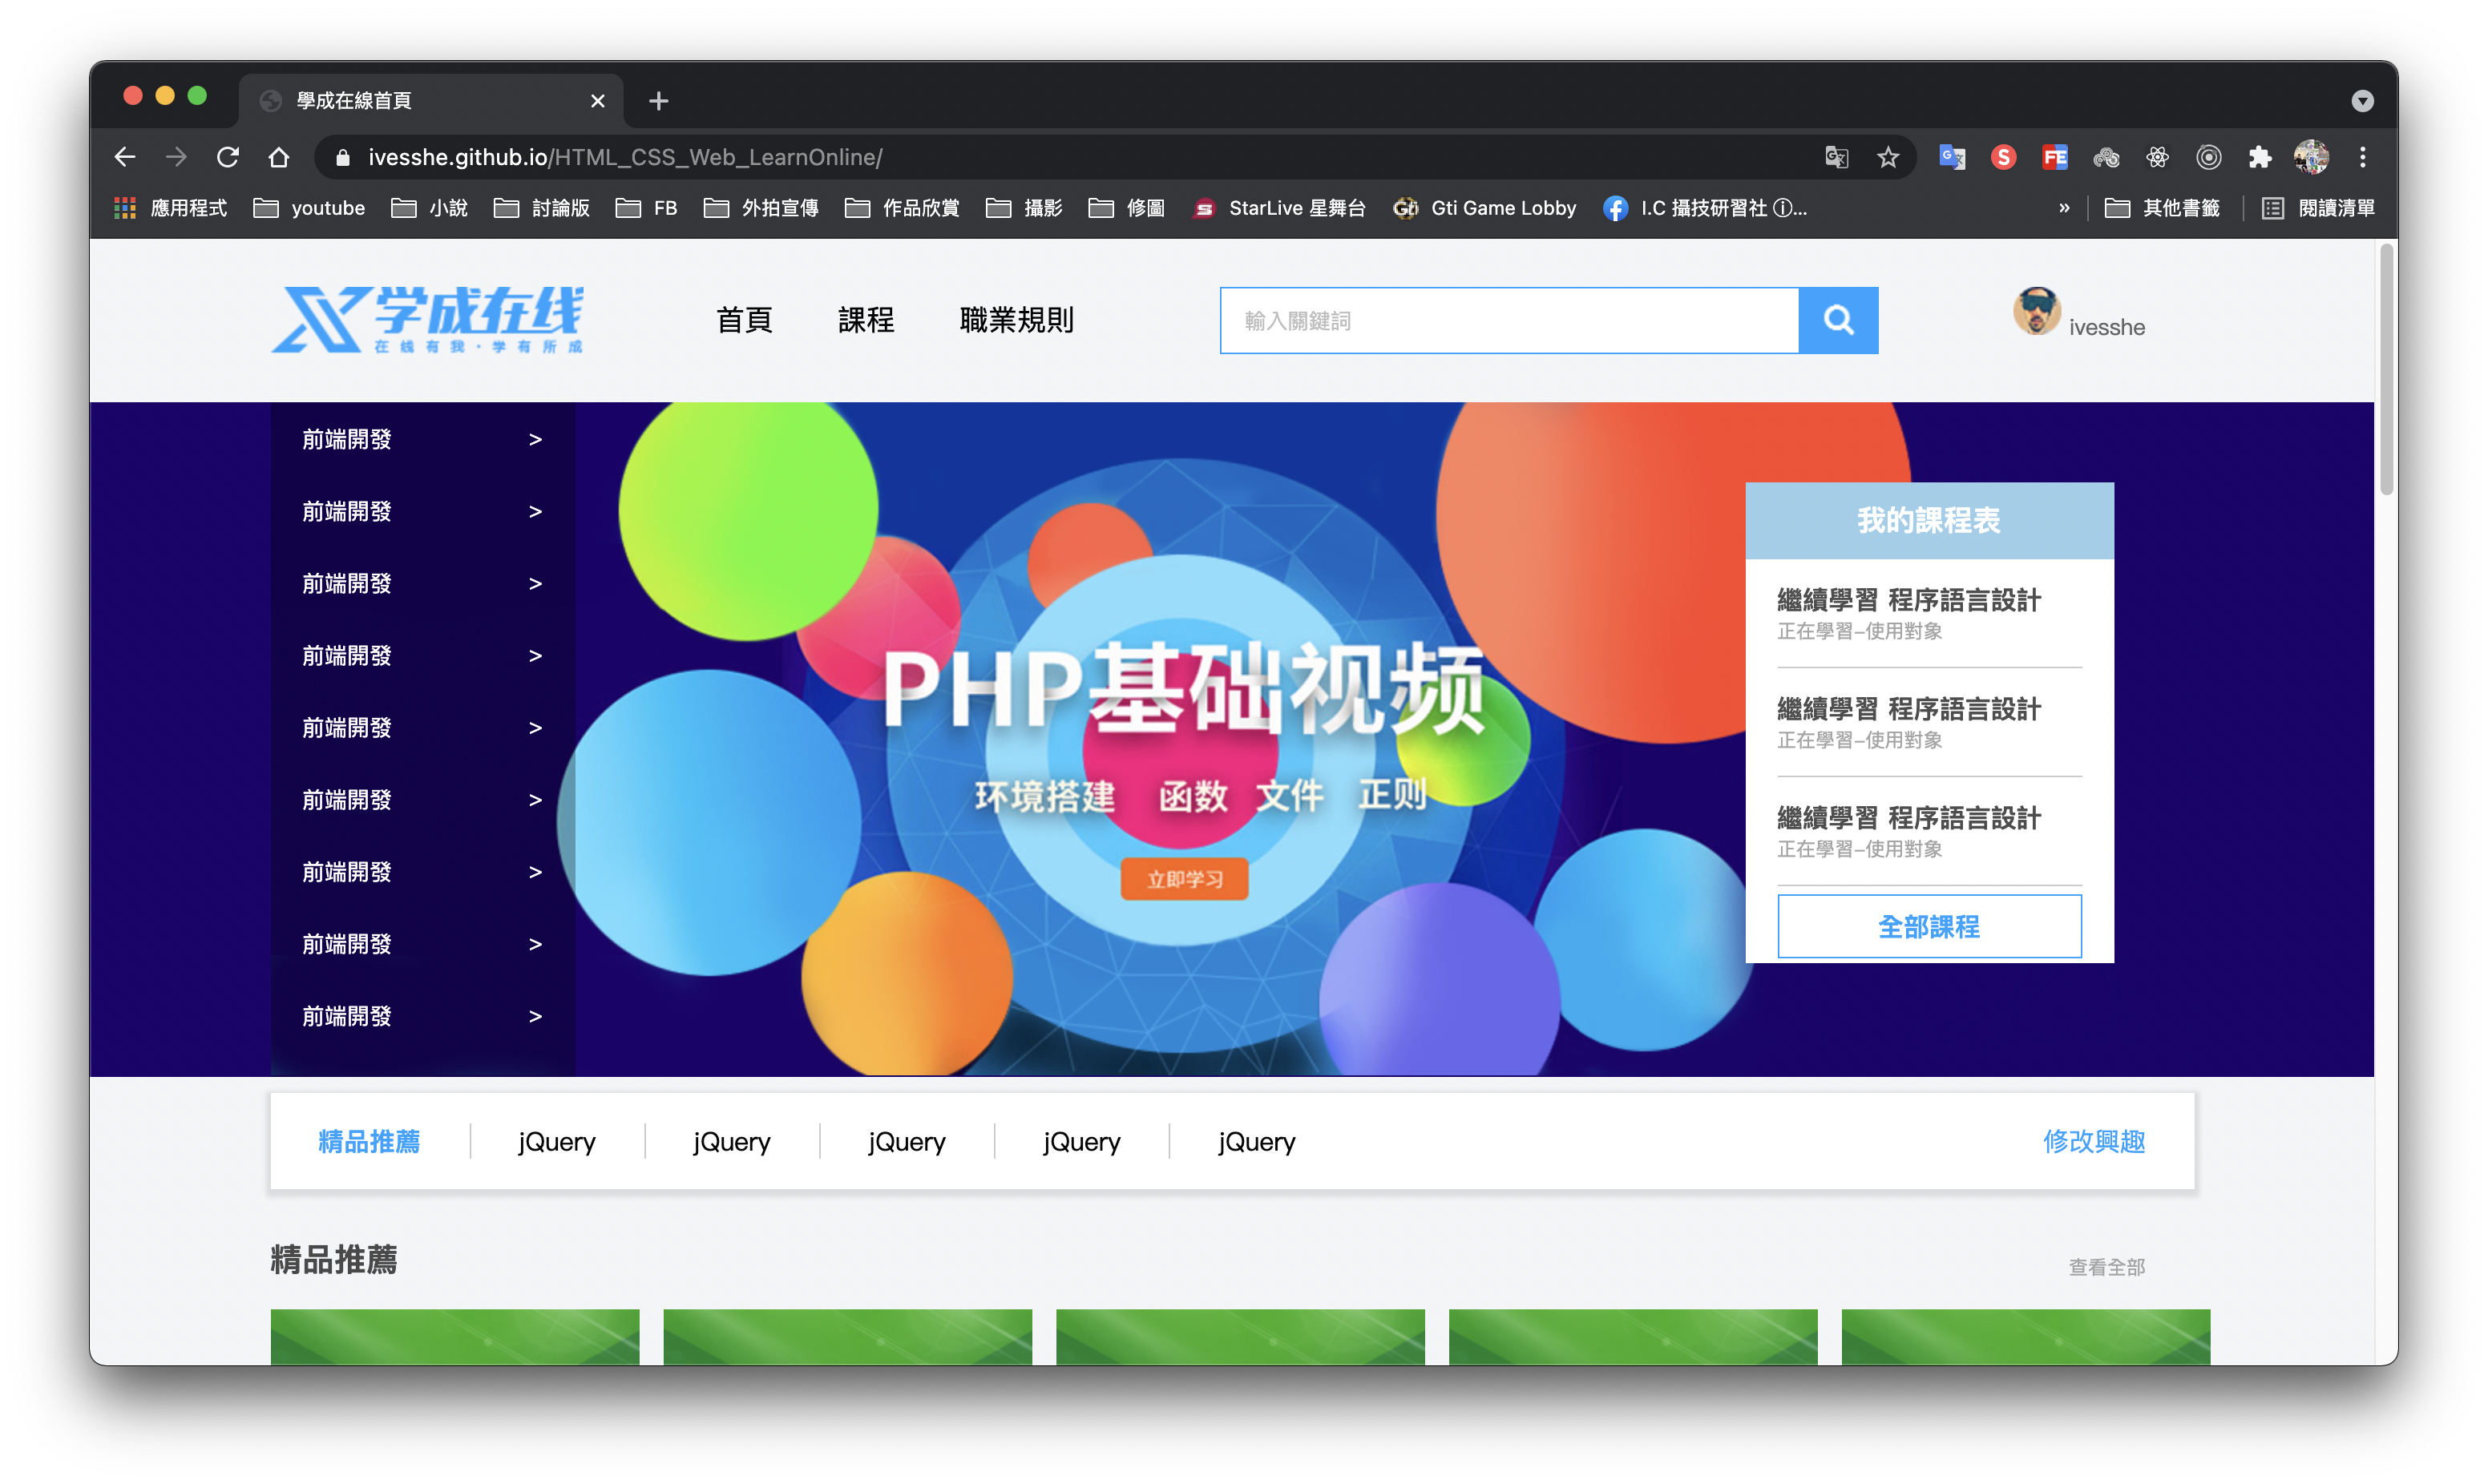 學成在線首頁
ivesshe.github.io/HTML_CSS_Web_LearnOnline/
應用程式 youtube 小說 討論版 FB 外拍宣傳 作品欣賞 攝影 修圖 StarLive 星舞台 Gti Game Lobby I.C 攝技研習社 ⓘ... » 其他書籤 閱讀清單
学成在线
在线有我·学有所成
首頁 課程 職業規則
輸入關鍵詞
ivesshe
前端開發 >
前端開發 >
前端開發 >
前端開發 >
前端開發 >
前端開發 >
前端開發 >
前端開發 >
前端開發 >
PHP基础视频
环境搭建 函数 文件 正则
立即学习
我的課程表
繼續學習 程序語言設計
正在學習-使用對象
繼續學習 程序語言設計
正在學習-使用對象
繼續學習 程序語言設計
正在學習-使用對象
全部課程
精品推薦 jQuery jQuery jQuery jQuery jQuery 修改興趣
精品推薦 查看全部